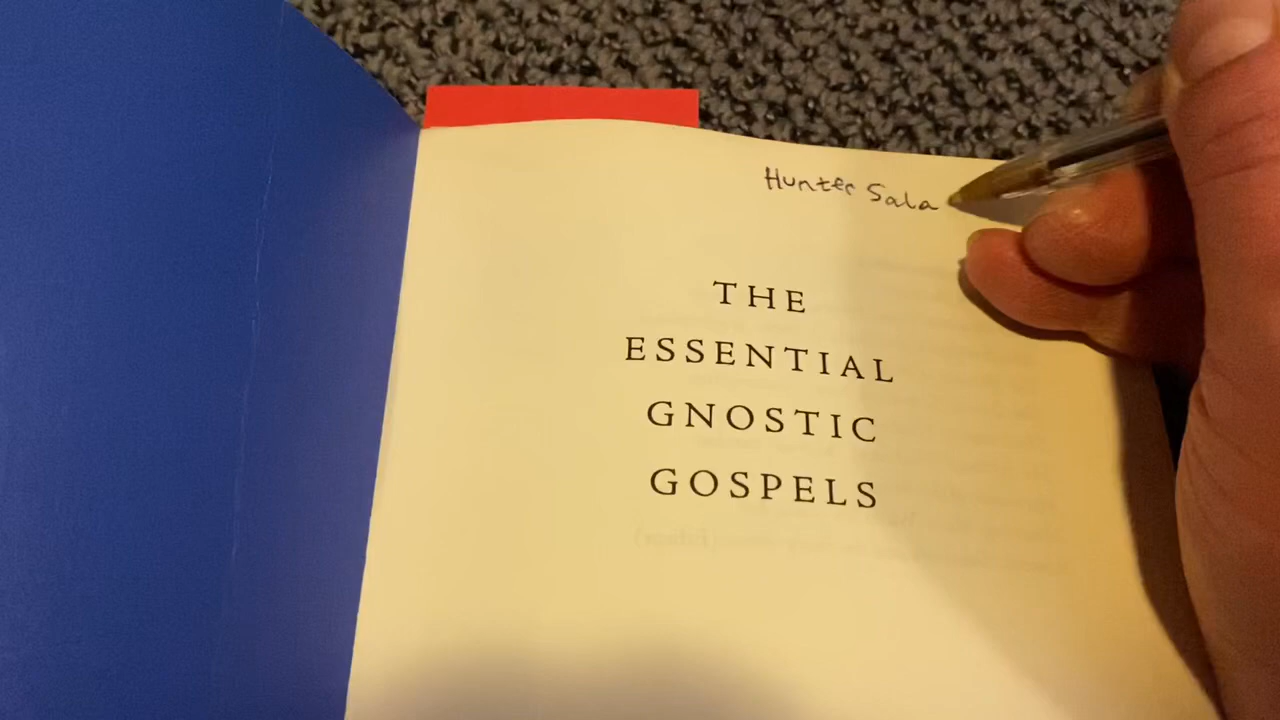 Hunter Sala
THE
ESSENTIAL
GNOSTIC
GOSPELS